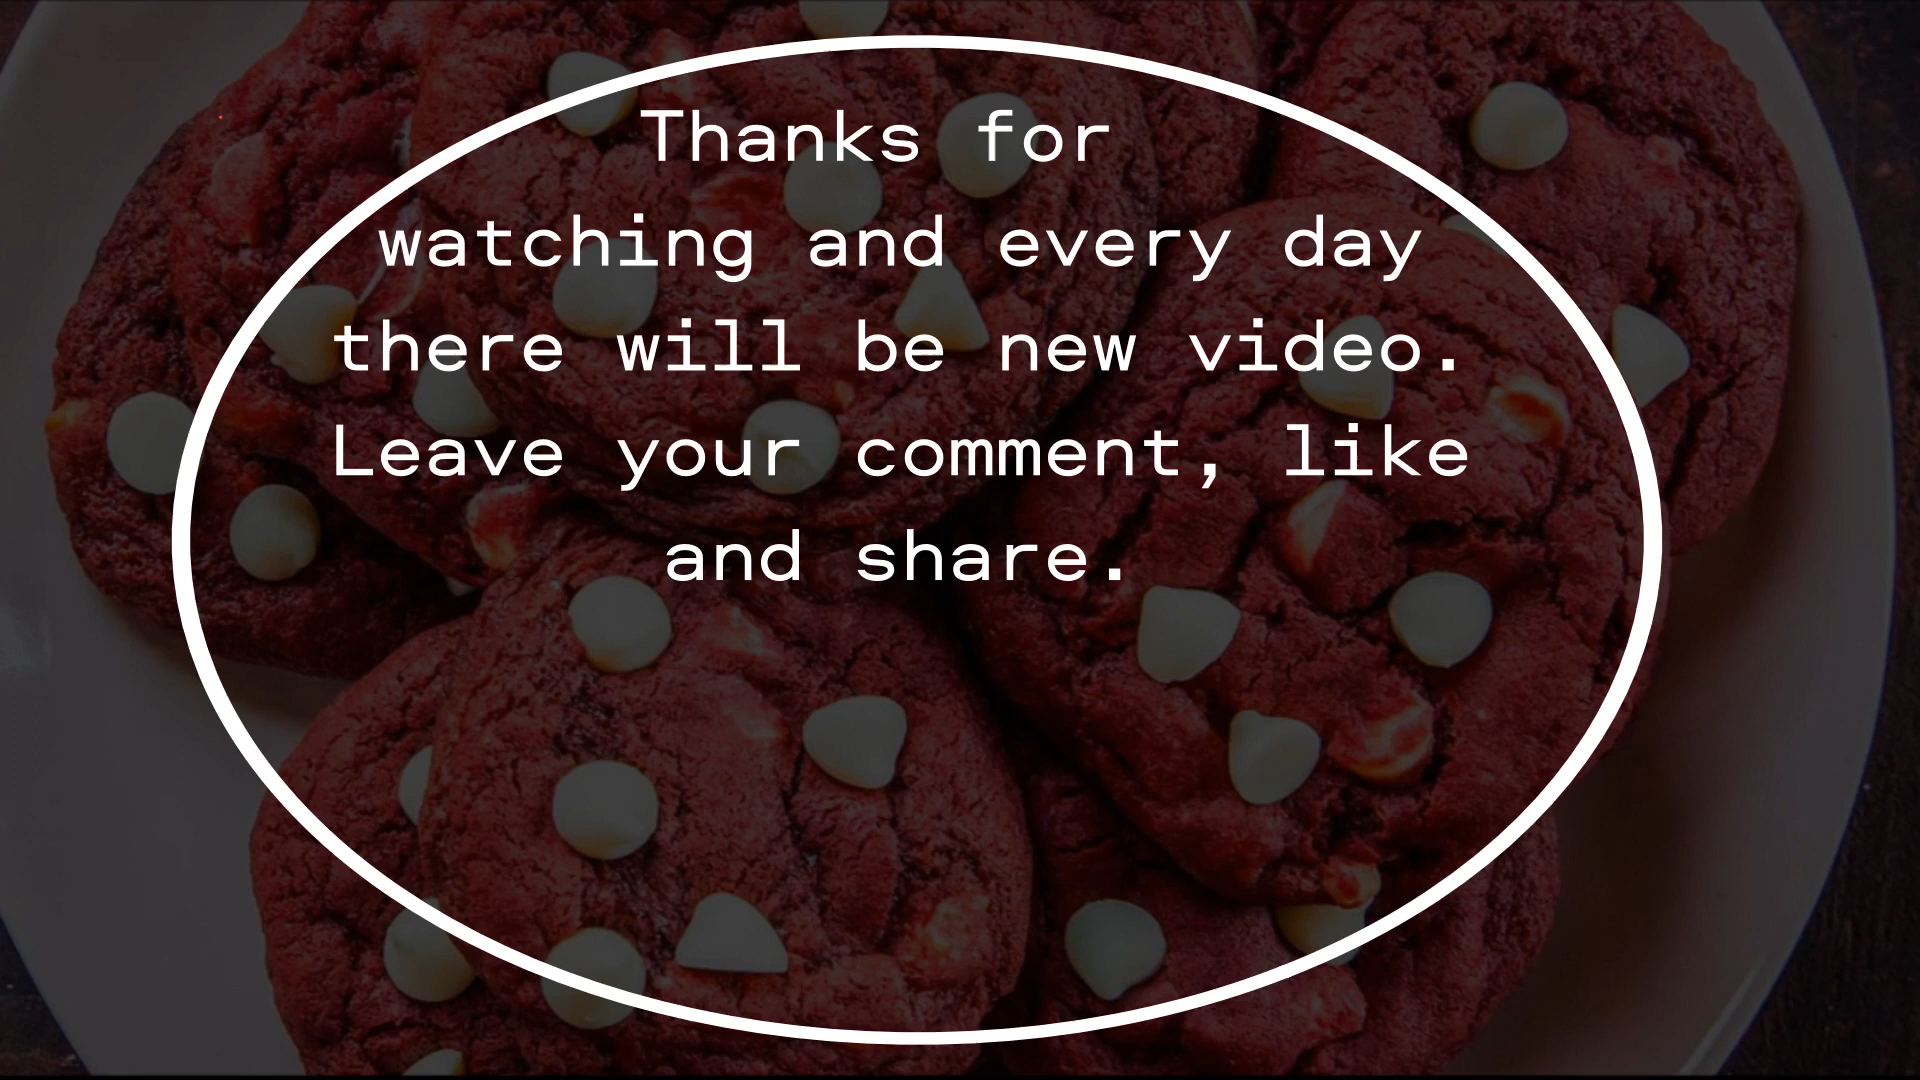 Thanks for
watching and every day
there will be new video.
Leave your comment, like
and share.